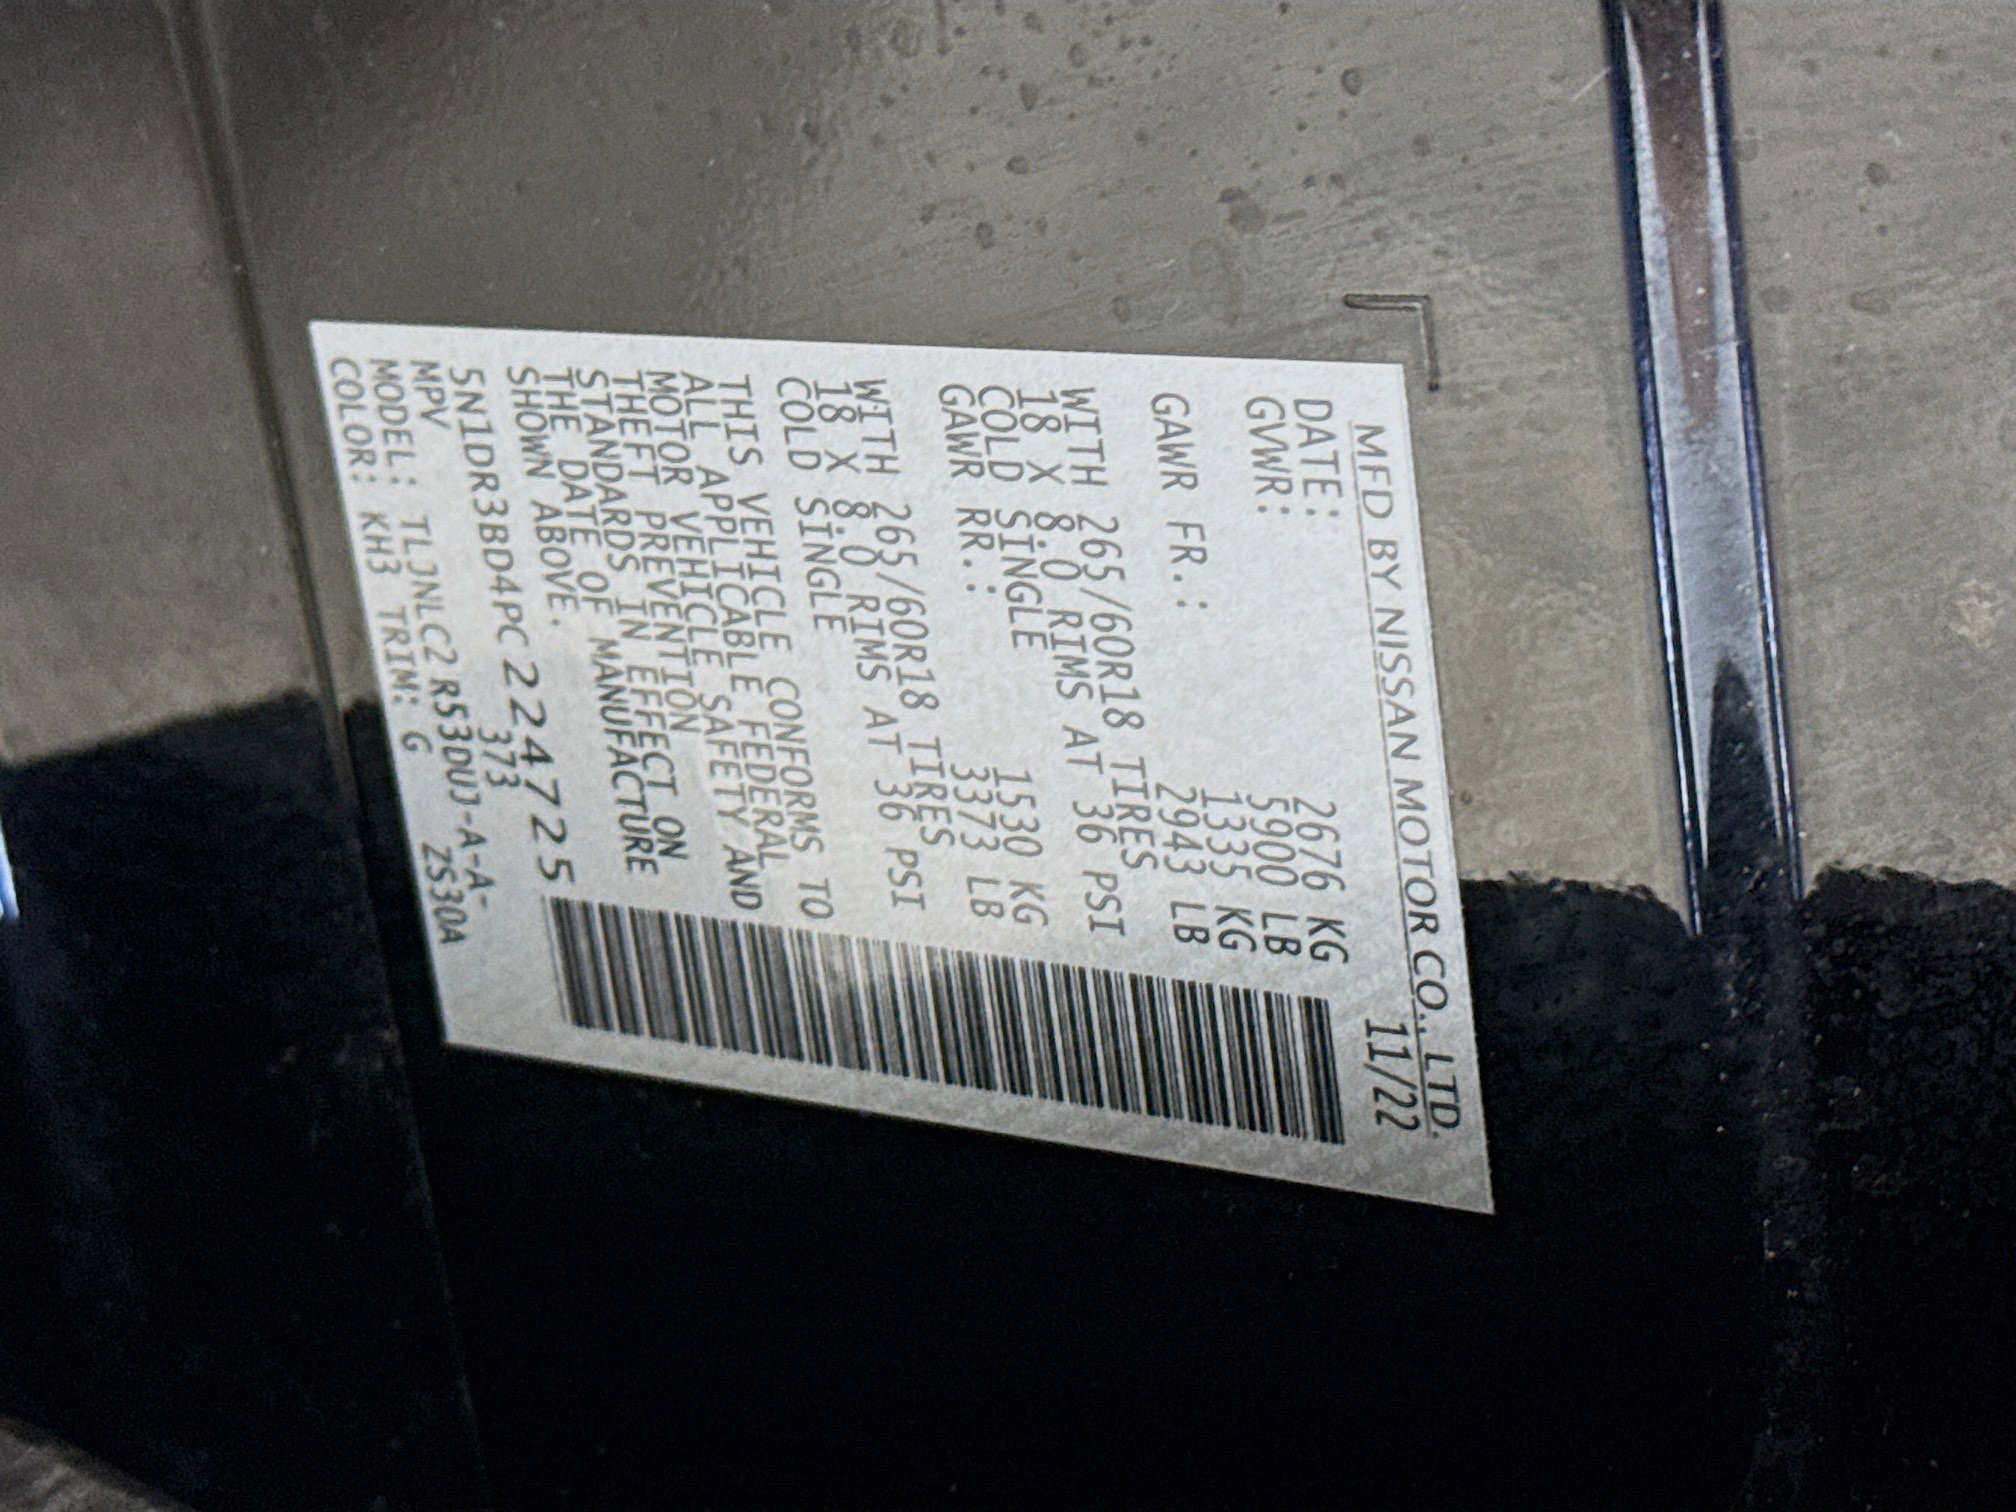 MFD BY NISSAN MOTOR CO., LTD.
DATE: 11/22
GVWR: 2676 KG
5900 LB
GAWR FR.: 1335 KG
2943 LB
WITH 265/60R18 TIRES
18 X 8.0 RIMS AT 36 PSI
COLD SINGLE
GAWR RR.: 1530 KG
3373 LB
WITH 265/60R18 TIRES
18 X 8.0 RIMS AT 36 PSI
COLD SINGLE
THIS VEHICLE CONFORMS TO
ALL APPLICABLE FEDERAL
MOTOR VEHICLE SAFETY AND
THEFT PREVENTION
STANDARDS IN EFFECT ON
THE DATE OF MANUFACTURE
SHOWN ABOVE.
5N1DR3BD4PC224725
MPV 373
MODEL: TLJNLC2 R53DUJ-A-A-
COLOR: KH3 TRIM: G ZS30A